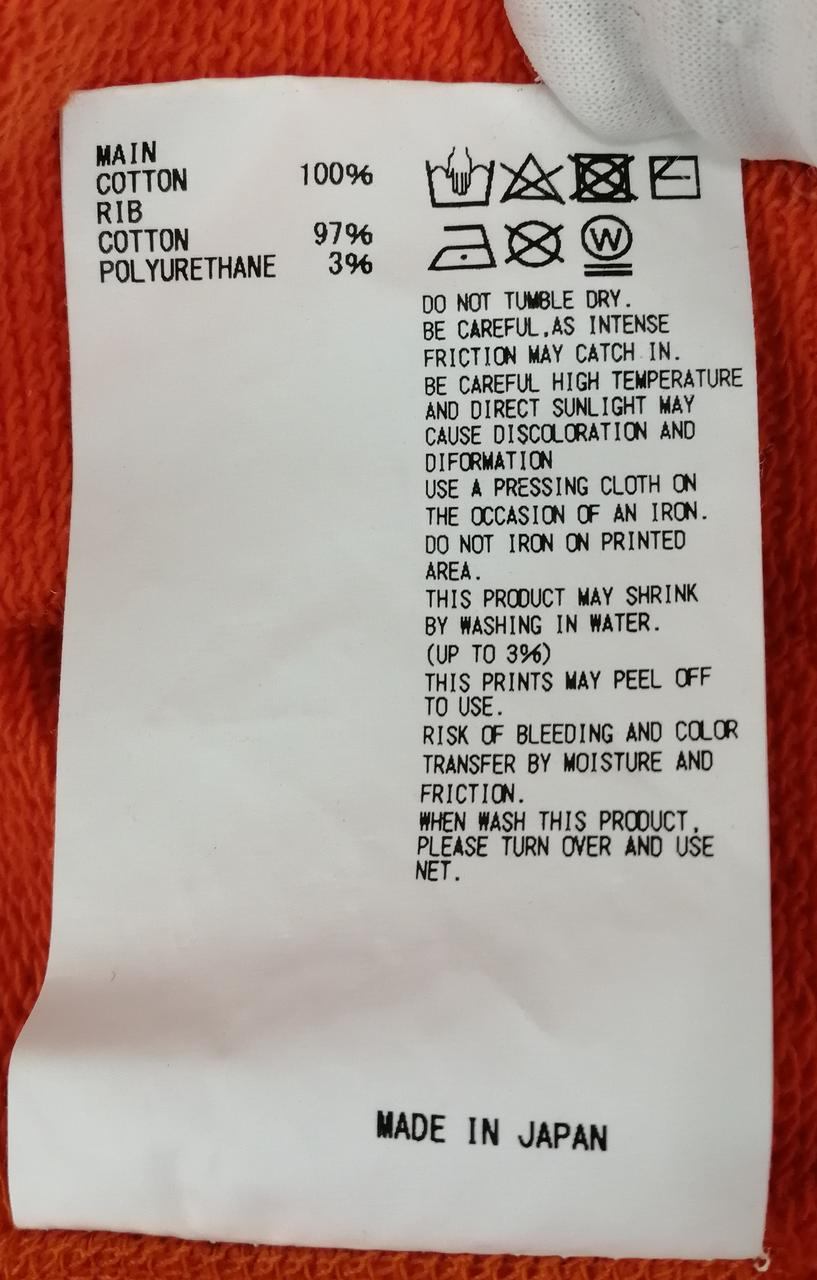 MAIN
COTTON 100%
RIB
COTTON 97%
POLYURETHANE 3%
W
DO NOT TUMBLE DRY.
BE CAREFUL,AS INTENSE
FRICTION MAY CATCH IN.
BE CAREFUL HIGH TEMPERATURE
AND DIRECT SUNLIGHT MAY
CAUSE DISCOLORATION AND
DIFORMATION
USE A PRESSING CLOTH ON
THE OCCASION OF AN IRON.
DO NOT IRON ON PRINTED
AREA.
THIS PRODUCT MAY SHRINK
BY WASHING IN WATER.
(UP TO 3%)
THIS PRINTS MAY PEEL OFF
TO USE.
RISK OF BLEEDING AND COLOR
TRANSFER BY MOISTURE AND
FRICTION.
WHEN WASH THIS PRODUCT,
PLEASE TURN OVER AND USE
NET.
MADE IN JAPAN